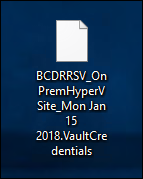 BCDRRSV_On
PremHyperV
Site_Mon Jan
15
2018.VaultCre
dentials